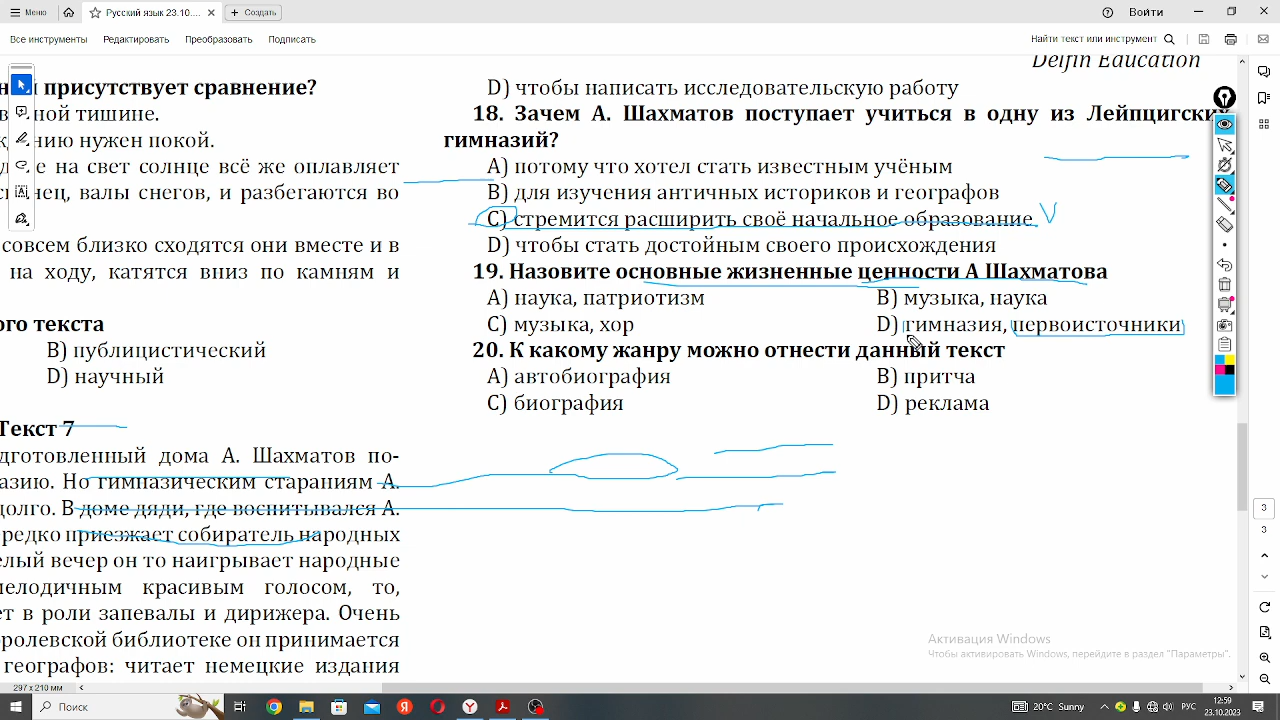 Меню
Русский язык 23.10....
Создать
Войти
Все инструменты
Редактировать
Преобразовать
Подписать
Найти текст или инструмент
Delfin Education
присутствует сравнение?
ной тишине.
нию нужен покой.
е на свет солнце всё же оплавляет
нец, валы снегов, и разбегаются во
совсем близко сходятся они вместе и в
на ходу, катятся вниз по камням и
ого текста
B) публицистический
D) научный
Текст 7
дготовленный дома А. Шахматов по-
азию. Но гимпазическим стараниям А.
долго. В доме дяди, где воспитывался А.
редко приезжает собиратель народных
елый вечер он то наигрывает народные
мелодичным красивым голосом, то,
ет в роли запевалы и дирижера. Очень
оролевской библиотеке он принимается
географов: читает немецкие издания
D) чтобы написать исследовательскую работу
18. Зачем А. Шахматов поступает учиться в одну из Лейпцигских
гимназий?
A) потому что хотел стать известным учёным
B) для изучения античных историков и географов
C) стремится расширить своё начальное образование
V
D) чтобы стать достойным своего происхождения
19. Назовите основные жизненные ценности А Шахматова
A) наука, патриотизм
B) музыка, наука
C) музыка, хор
D) гимназия, первоисточники
20. К какому жанру можно отнести данный текст
A) автобиография
B) притча
C) биография
D) реклама
3
3
Активация Windows
Чтобы активировать Windows, перейдите в раздел "Параметры".
297 x 210 мм
Поиск
20°C Sunny
РУС
12:59
23.10.2023